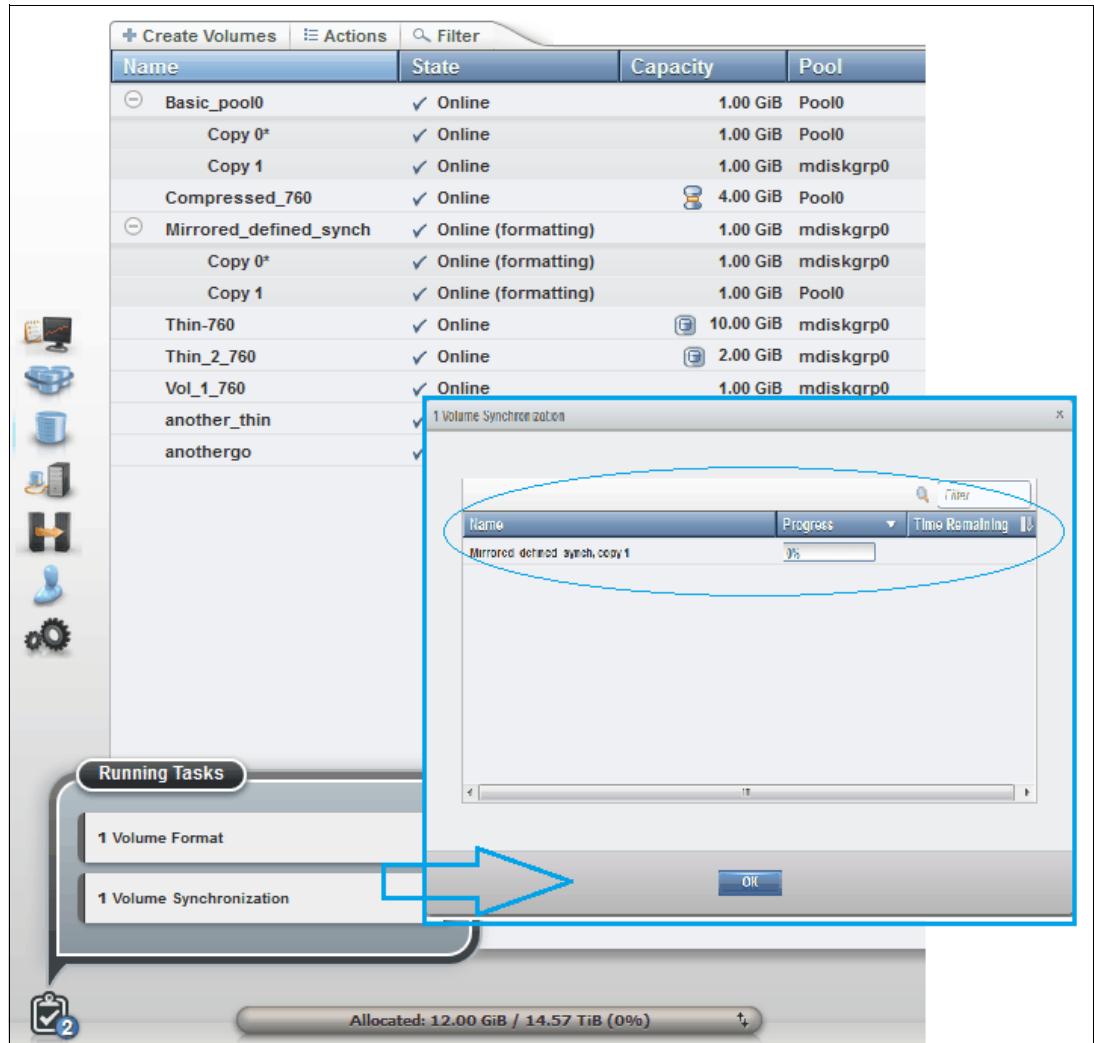 Create Volumes Actions Filter
Name State Capacity Pool
Basic_pool0 Online 1.00 GiB Pool0
Copy 0* Online 1.00 GiB Pool0
Copy 1 Online 1.00 GiB mdiskgrp0
Compressed_760 Online 4.00 GiB Pool0
Mirrored_defined_synch Online (formatting) 1.00 GiB mdiskgrp0
Copy 0* Online (formatting) 1.00 GiB mdiskgrp0
Copy 1 Online (formatting) 1.00 GiB Pool0
Thin-760 Online 10.00 GiB mdiskgrp0
Thin_2_760 Online 2.00 GiB mdiskgrp0
Vol_1_760 Online 1.00 GiB mdiskgrp0
another_thin
anothergo
1 Volume Synchronization x
Filter
Name Progress Time Remaining
Mirrored_defined_synch, copy 1 0%
OK
Running Tasks
1 Volume Format
1 Volume Synchronization
2
Allocated: 12.00 GiB / 14.57 TiB (0%)